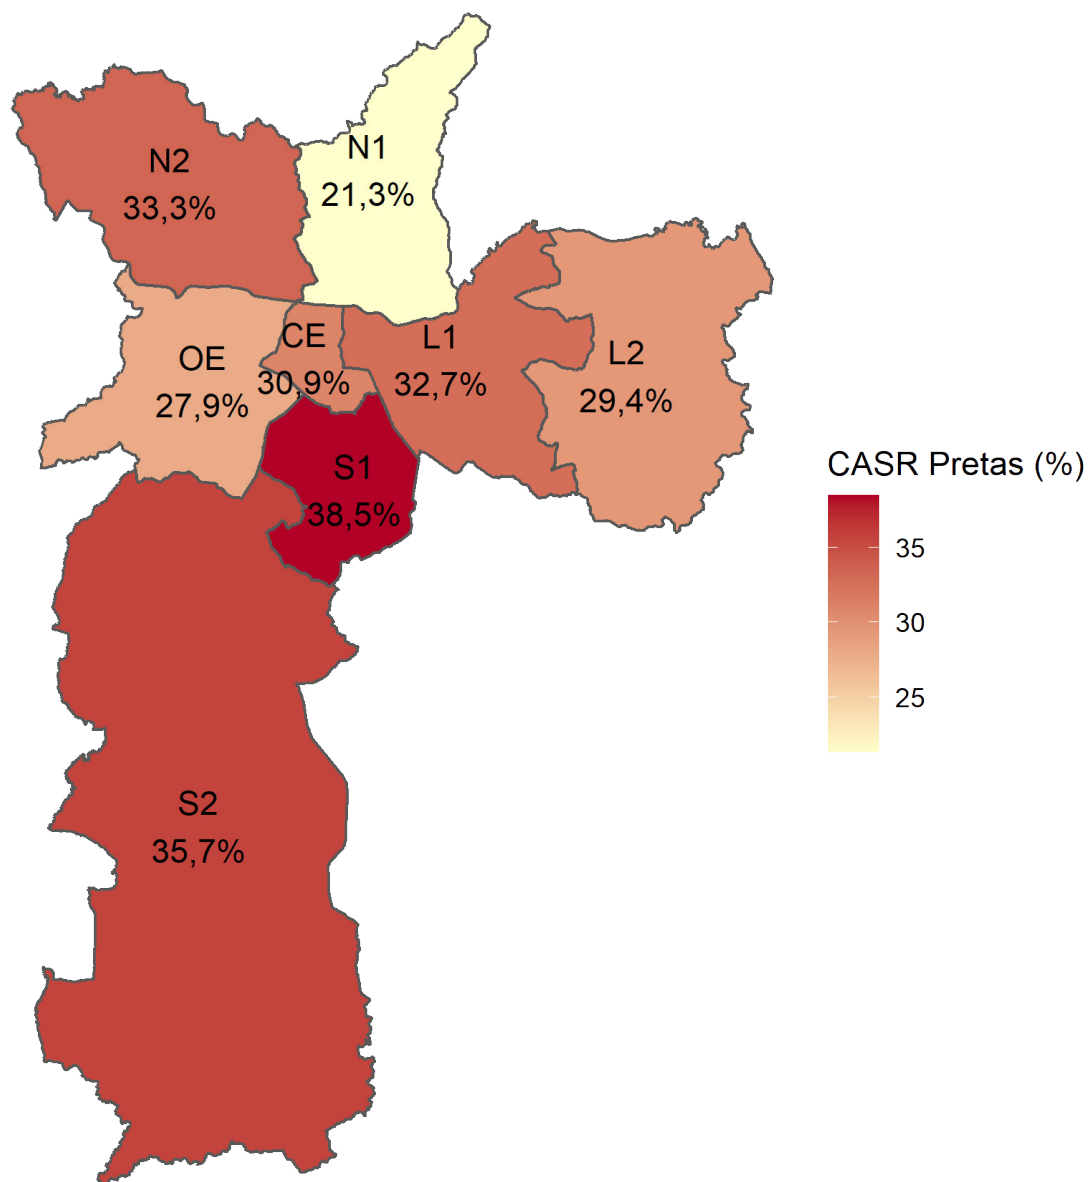 N1
21,3%
N2
33,3%
CE
30,9%
L1
32,7%
L2
29,4%
OE
27,9%
S1
38,5%
S2
35,7%
CASR Pretas (%)
35
30
25